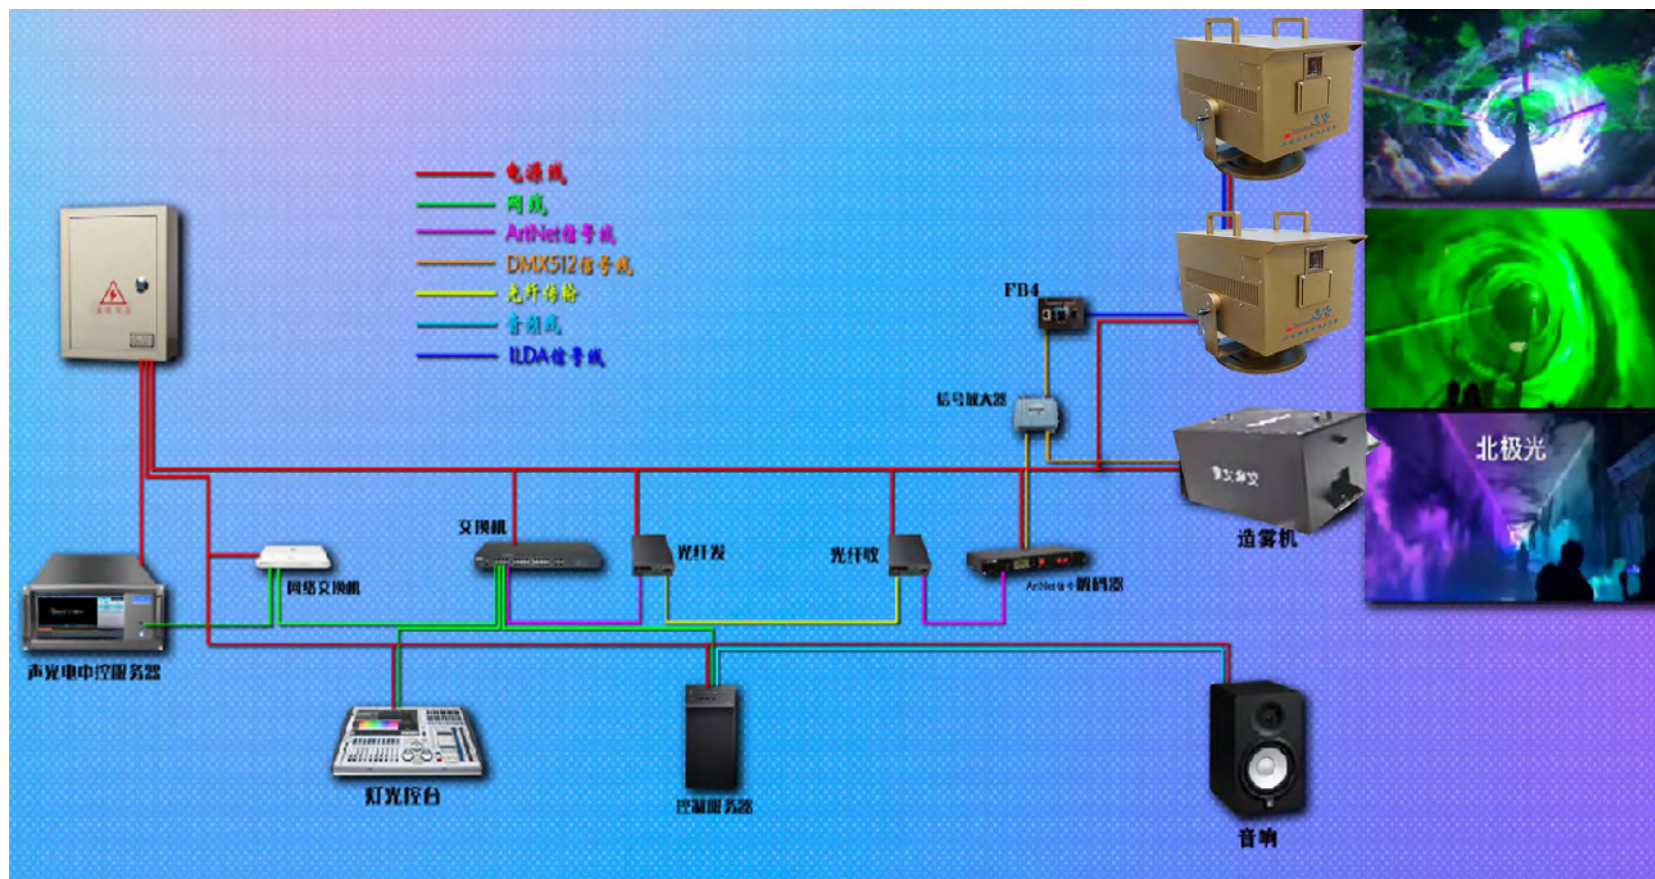 电源线
网线
ArtNet信号线
DMX512信号线
光纤传输
音频线
ILDA信号线
FB4
信号放大器
北极光
造雾机
交换机
光纤发
光纤收
网络交换机
ArtNet信号解码器
声光电中控服务器
灯光控台
控制服务器
音响